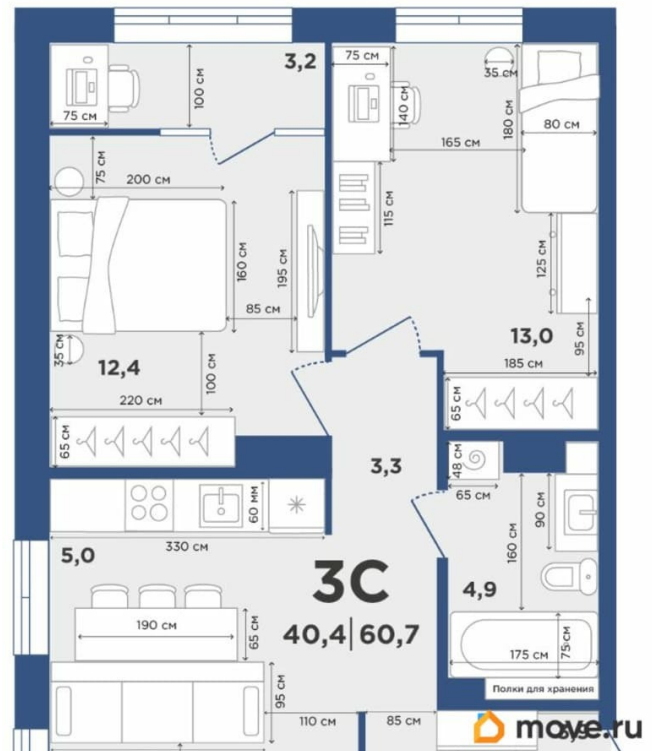 3,2
75 см
100 см
75 см
140 см
35 см
180 см
80 см
165 см
115 см
75 см
200 см
160 см
195 см
85 см
125 см
13,0
95 см
185 см
35 см
12,4
100 см
220 см
65 см
65 см
3,3
48 см
65 см
60 мм
330 см
5,0
90 см
160 см
3С
40,4|60,7
4,9
190 см
65 см
175 см
75 см
95 см
Полки для хранения
110 см
85 см
move.ru